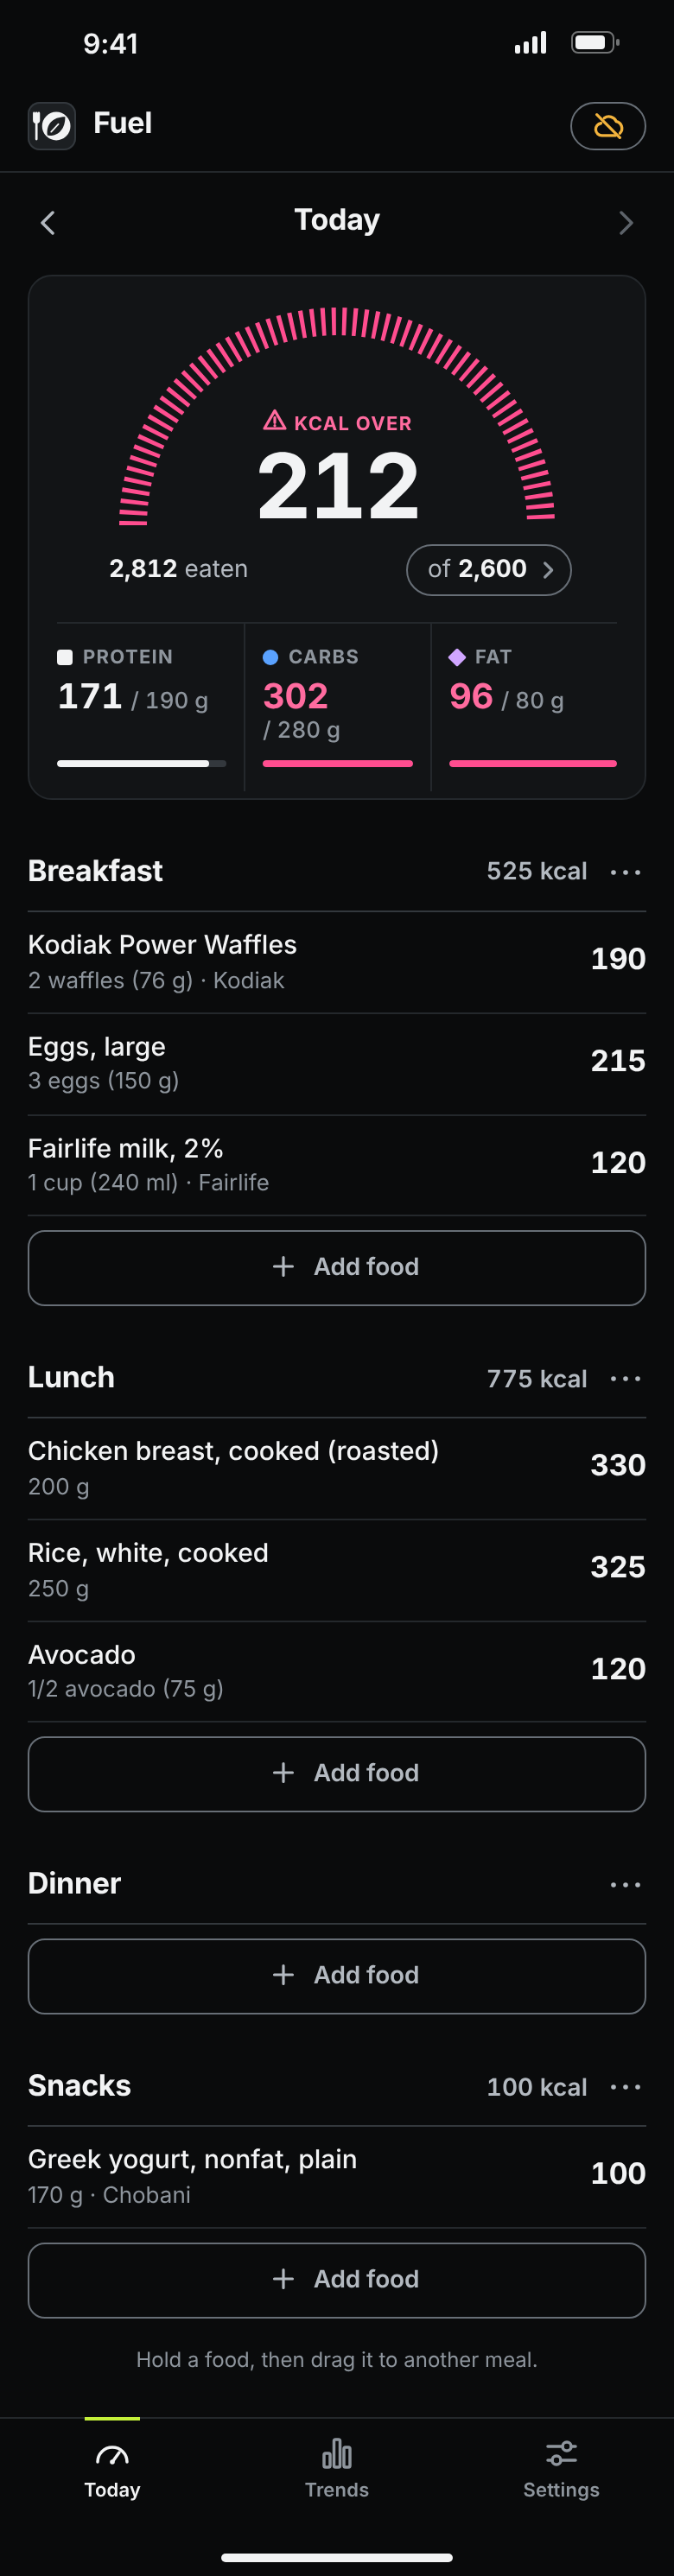 9:41
Fuel
Today
KCAL OVER
212
2,812 eaten
of 2,600
PROTEIN
171 / 190 g
CARBS
302
/ 280 g
FAT
96 / 80 g
Breakfast
525 kcal
Kodiak Power Waffles
2 waffles (76 g) · Kodiak
190
Eggs, large
3 eggs (150 g)
215
Fairlife milk, 2%
1 cup (240 ml) · Fairlife
120
Add food
Lunch
775 kcal
Chicken breast, cooked (roasted)
200 g
330
Rice, white, cooked
250 g
325
Avocado
1/2 avocado (75 g)
120
Add food
Dinner
Add food
Snacks
100 kcal
Greek yogurt, nonfat, plain
170 g · Chobani
100
Add food
Hold a food, then drag it to another meal.
Today
Trends
Settings